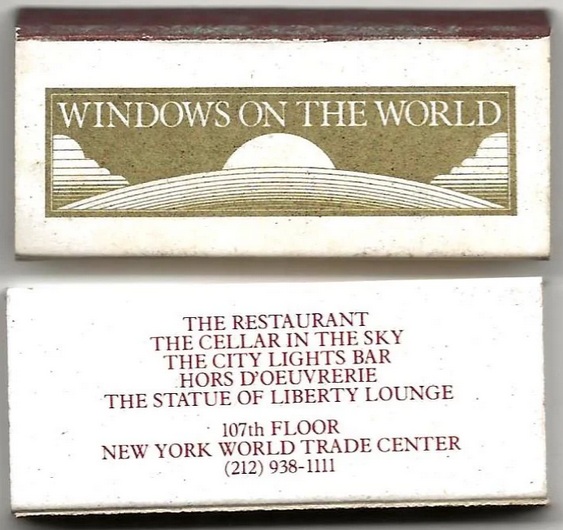 WINDOWS ON THE WORLD
THE RESTAURANT
THE CELLAR IN THE SKY
THE CITY LIGHTS BAR
HORS D'OEUVRERIE
THE STATUE OF LIBERTY LOUNGE
107th FLOOR
NEW YORK WORLD TRADE CENTER
(212) 938-1111